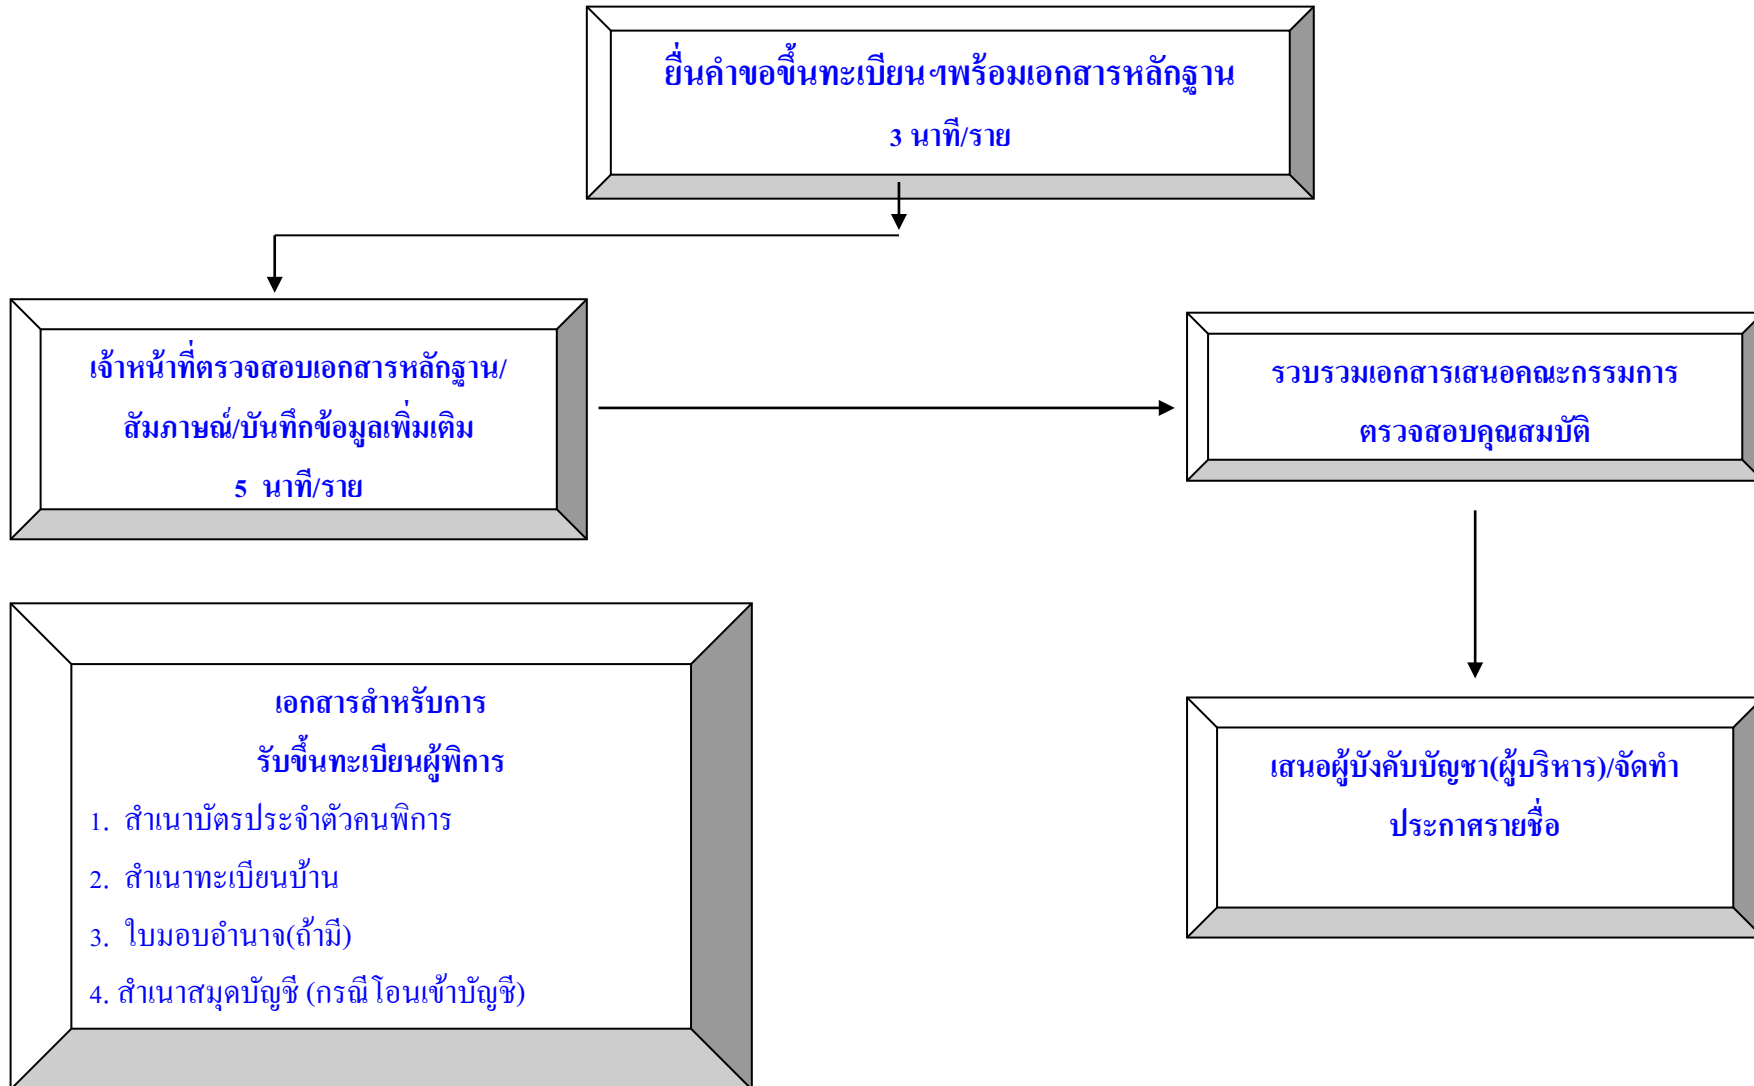 ยื่นคำขอขึ้นทะเบียนฯพร้อมเอกสารหลักฐาน
3 นาที/ราย
เจ้าหน้าที่ตรวจสอบเอกสารหลักฐาน/
สัมภาษณ์/บันทึกข้อมูลเพิ่มเติม
5 นาที/ราย
รวบรวมเอกสารเสนอคณะกรรมการ
ตรวจสอบคุณสมบัติ
เสนอผู้บังคับบัญชา(ผู้บริหาร)/จัดทำ
ประกาศรายชื่อ
เอกสารสำหรับการ
รับขึ้นทะเบียนผู้พิการ
1. สำเนาบัตรประจำตัวคนพิการ
2. สำเนาทะเบียนบ้าน
3. ใบมอบอำนาจ(ถ้ามี)
4. สำเนาสมุดบัญชี (กรณีโอนเข้าบัญชี)